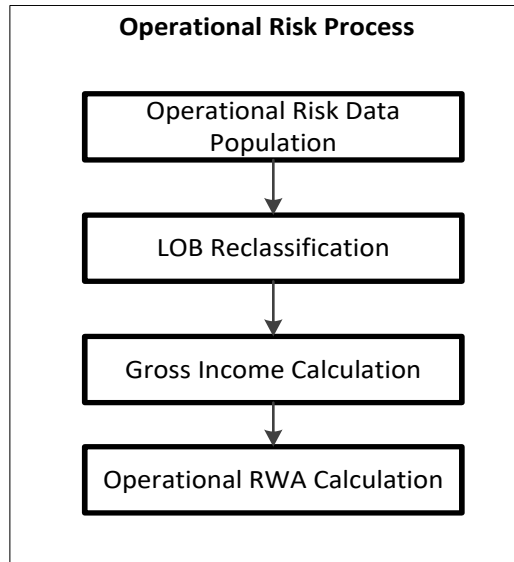 Operational Risk Process
Operational Risk Data
Population
LOB Reclassification
Gross Income Calculation
Operational RWA Calculation